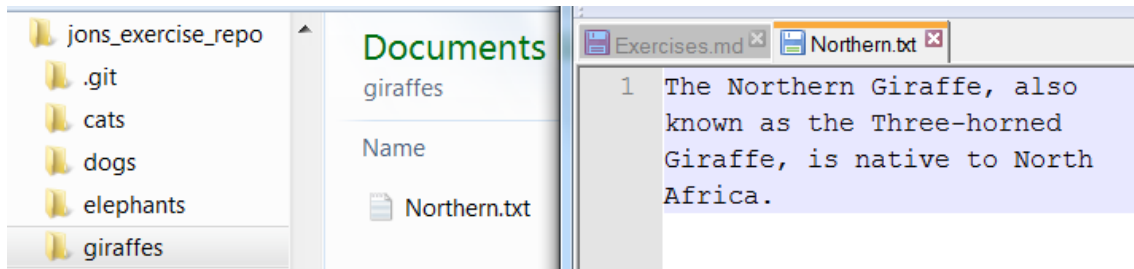 jons_exercise_repo
.git
cats
dogs
elephants
giraffes
Documents
giraffes
Name
Northern.txt
Exercises.md Northern.txt
1 The Northern Giraffe, also
known as the Three-horned
Giraffe, is native to North
Africa.